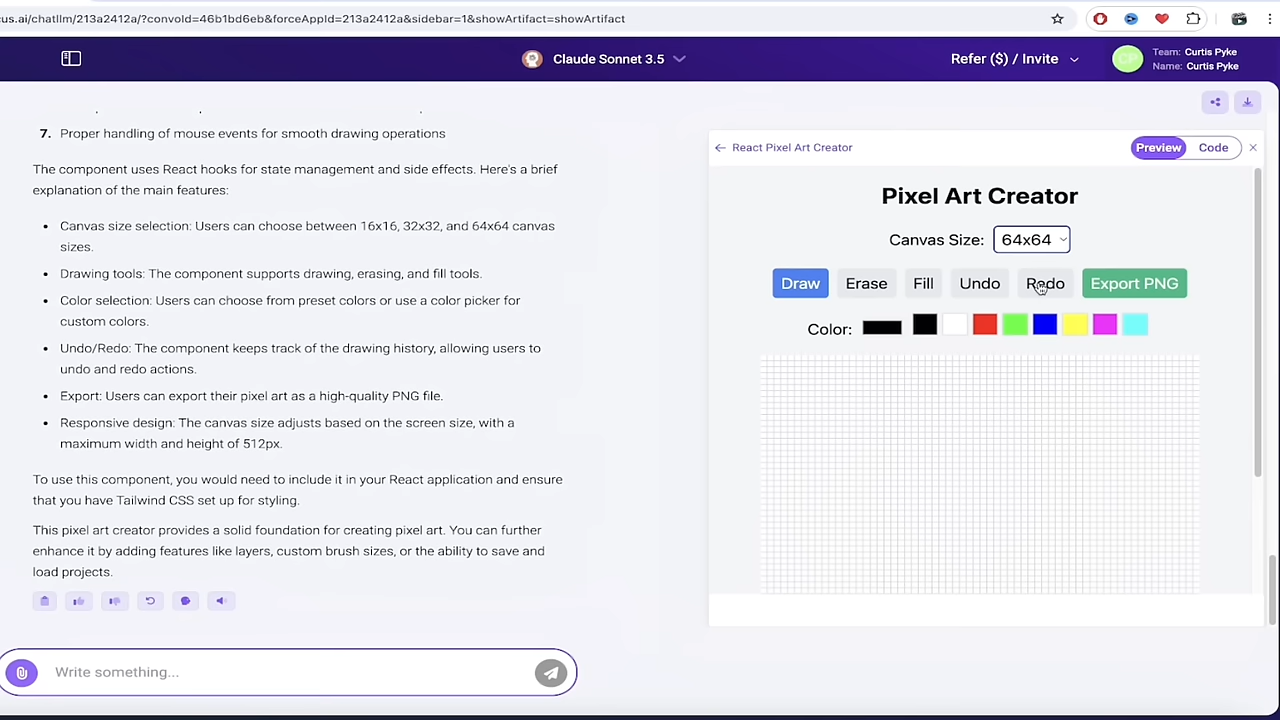 cus.ai/chatllm/213a2412a/?convoId=46b1bd6eb&forceAppId=213a2412a&sidebar=1&showArtifact=showArtifact
Claude Sonnet 3.5
Refer ($) / Invite
Team: Curtis Pyke
Name: Curtis Pyke
7. Proper handling of mouse events for smooth drawing operations
The component uses React hooks for state management and side effects. Here's a brief
explanation of the main features:
• Canvas size selection: Users can choose between 16x16, 32x32, and 64x64 canvas
sizes.
• Drawing tools: The component supports drawing, erasing, and fill tools.
• Color selection: Users can choose from preset colors or use a color picker for
custom colors.
• Undo/Redo: The component keeps track of the drawing history, allowing users to
undo and redo actions.
• Export: Users can export their pixel art as a high-quality PNG file.
• Responsive design: The canvas size adjusts based on the screen size, with a
maximum width and height of 512px.
To use this component, you would need to include it in your React application and ensure
that you have Tailwind CSS set up for styling.
This pixel art creator provides a solid foundation for creating pixel art. You can further
enhance it by adding features like layers, custom brush sizes, or the ability to save and
load projects.
Write something...
React Pixel Art Creator
Preview Code
Pixel Art Creator
Canvas Size: 64x64
Draw Erase Fill Undo Redo Export PNG
Color: